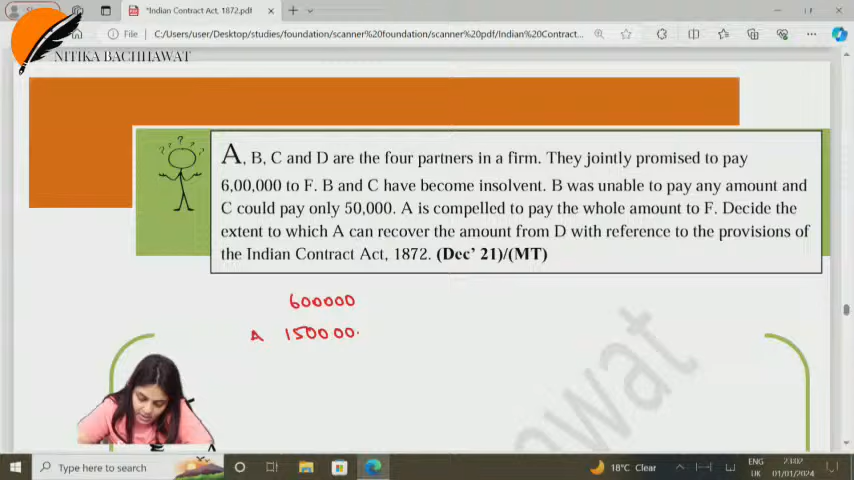 "Indian Contract Act, 1872.pdf
File
C:/Users/user/Desktop/studies/foundation/scanner%20foundation/scanner%20pdf/Indian%20Contract...
NITIKA BACHHAWAT
A, B, C and D are the four partners in a firm. They jointly promised to pay
6,00,000 to F. B and C have become insolvent. B was unable to pay any amount and
C could pay only 50,000. A is compelled to pay the whole amount to F. Decide the
extent to which A can recover the amount from D with reference to the provisions of
the Indian Contract Act, 1872. (Dec' 21)/(MT)
600000
A 150000.
Type here to search
18°C Clear
ENG
UK
23:02
01/01/2024